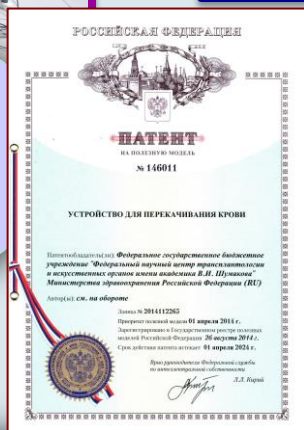 РОССИЙСКАЯ ФЕДЕРАЦИЯ
ПАТЕНТ
НА ПОЛЕЗНУЮ МОДЕЛЬ
№ 146011
УСТРОЙСТВО ДЛЯ ПЕРЕКАЧИВАНИЯ КРОВИ
Патентообладатель(ли): Федеральное государственное бюджетное
учреждение "Федеральный научный центр трансплантологии
и искусственных органов имени академика В.И. Шумакова"
Министерства здравоохранения Российской Федерации (RU)
Автор(ы): см. на обороте
Заявка № 2014112265
Приоритет полезной модели 01 апреля 2014 г.
Зарегистрировано в Государственном реестре полезных
моделей Российской Федерации 26 августа 2014 г.
Срок действия патента истекает 01 апреля 2024 г.
Врио руководителя Федеральной службы
по интеллектуальной собственности
Л.Л. Кирий